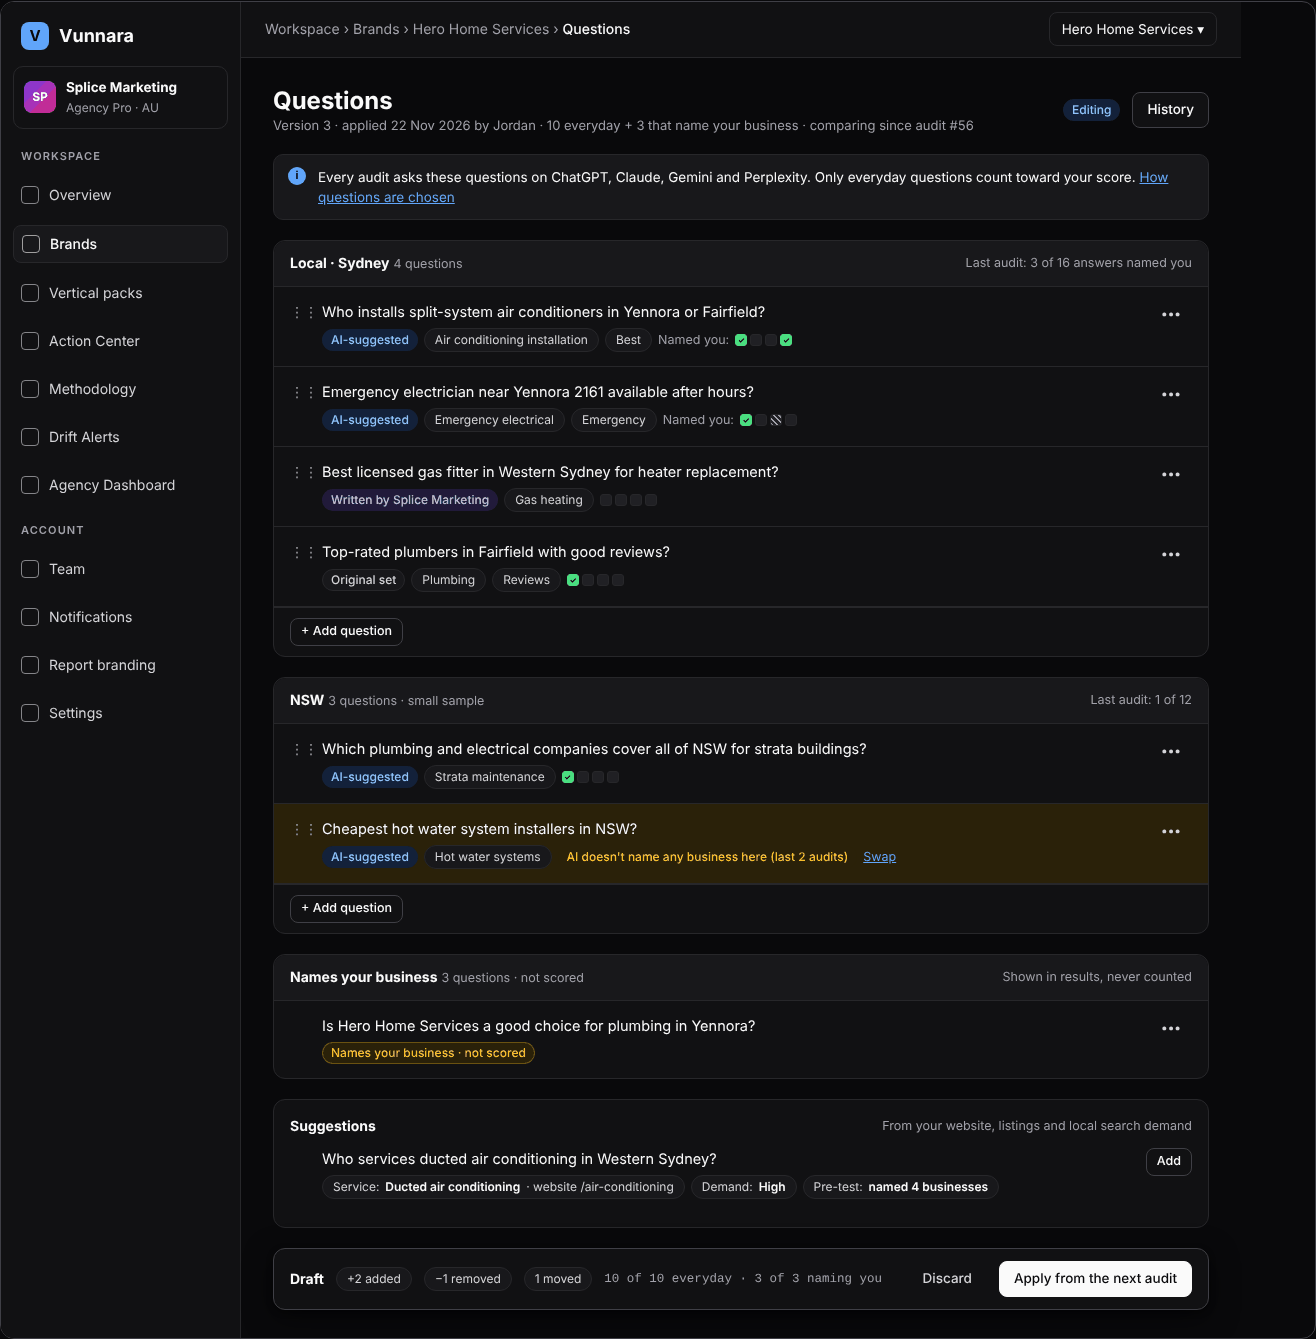 V Vunnara
Workspace › Brands › Hero Home Services › Questions
Hero Home Services ▾
SP Splice Marketing
Agency Pro · AU
WORKSPACE
Overview
Brands
Vertical packs
Action Center
Methodology
Drift Alerts
Agency Dashboard
ACCOUNT
Team
Notifications
Report branding
Settings
Questions
Version 3 · applied 22 Nov 2026 by Jordan · 10 everyday + 3 that name your business · comparing since audit #56
Editing
History
i Every audit asks these questions on ChatGPT, Claude, Gemini and Perplexity. Only everyday questions count toward your score. How
questions are chosen
Local · Sydney 4 questions
Last audit: 3 of 16 answers named you
Who installs split-system air conditioners in Yennora or Fairfield?
AI-suggested Air conditioning installation Best Named you:
Emergency electrician near Yennora 2161 available after hours?
AI-suggested Emergency electrical Emergency Named you:
Best licensed gas fitter in Western Sydney for heater replacement?
Written by Splice Marketing Gas heating
Top-rated plumbers in Fairfield with good reviews?
Original set Plumbing Reviews
+ Add question
NSW 3 questions · small sample
Last audit: 1 of 12
Which plumbing and electrical companies cover all of NSW for strata buildings?
AI-suggested Strata maintenance
Cheapest hot water system installers in NSW?
AI-suggested Hot water systems AI doesn't name any business here (last 2 audits) Swap
+ Add question
Names your business 3 questions · not scored
Shown in results, never counted
Is Hero Home Services a good choice for plumbing in Yennora?
Names your business · not scored
Suggestions
From your website, listings and local search demand
Who services ducted air conditioning in Western Sydney?
Add
Service: Ducted air conditioning · website /air-conditioning Demand: High Pre-test: named 4 businesses
Draft +2 added −1 removed 1 moved 10 of 10 everyday · 3 of 3 naming you Discard Apply from the next audit